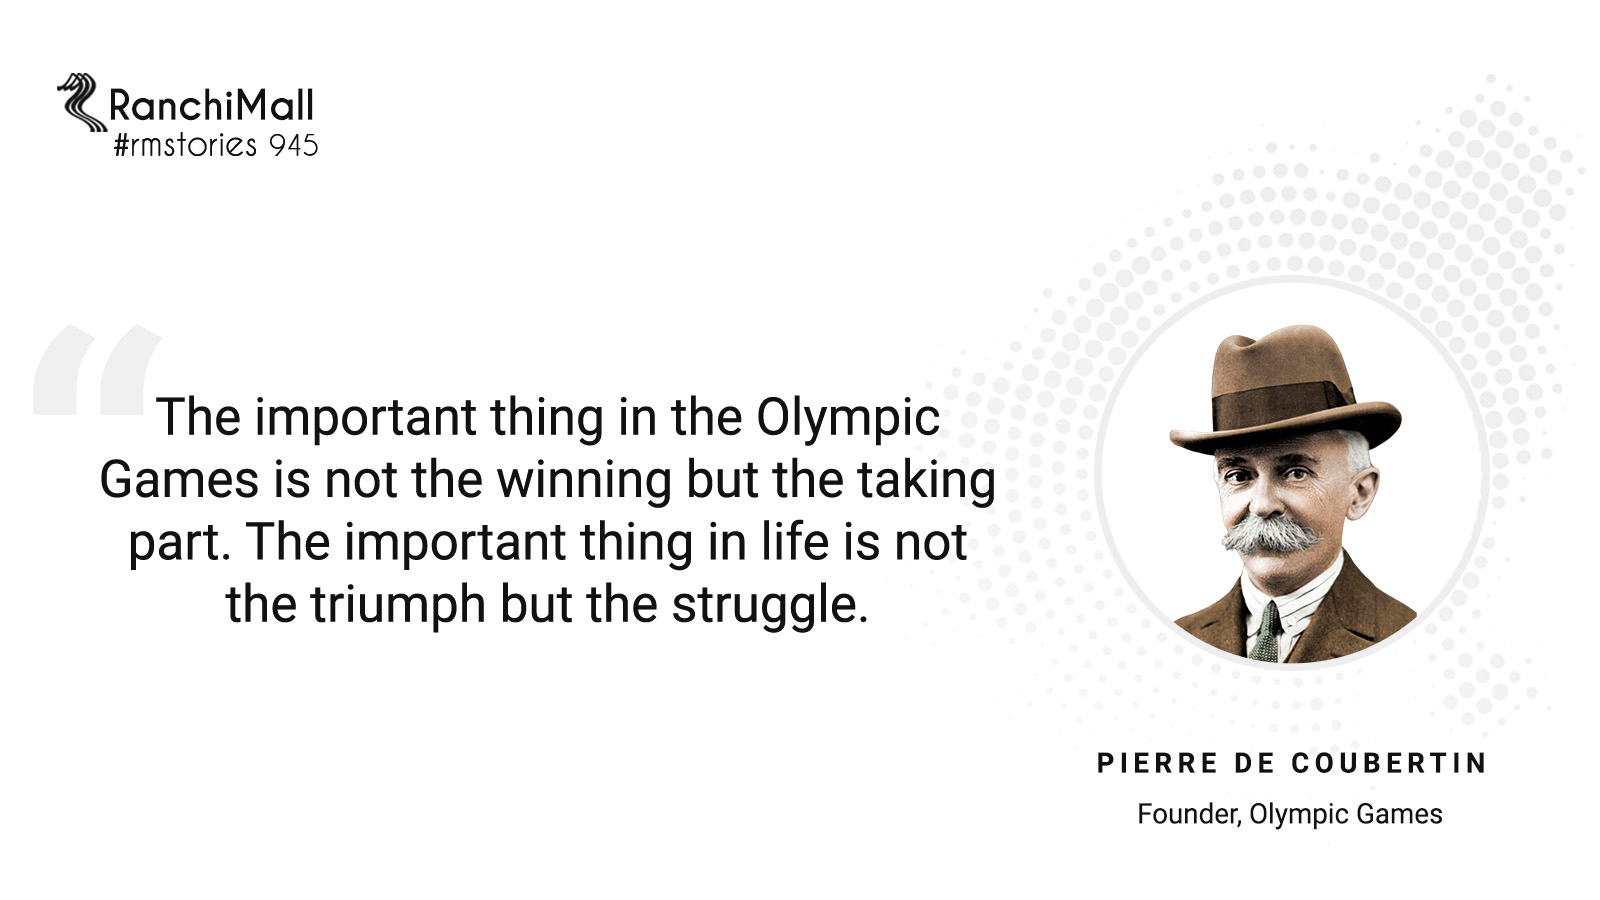 RanchiMall
#rmstories 945
“
The important thing in the Olympic
Games is not the winning but the taking
part. The important thing in life is not
the triumph but the struggle.
PIERRE DE COUBERTIN
Founder, Olympic Games